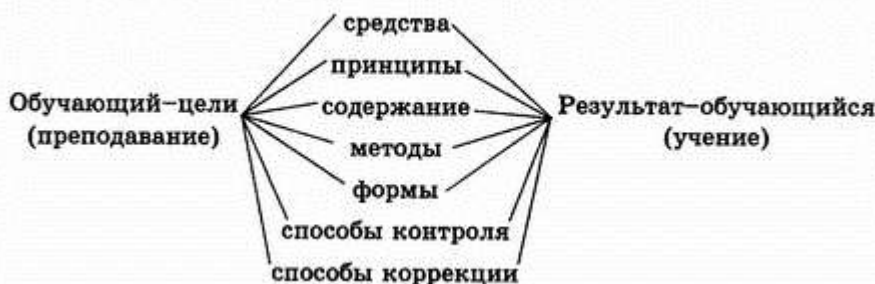 средства
принципы
Обучающий-цели
(преподавание)
содержание
методы
формы
способы контроля
способы коррекции
Результат-обучающийся
(учение)